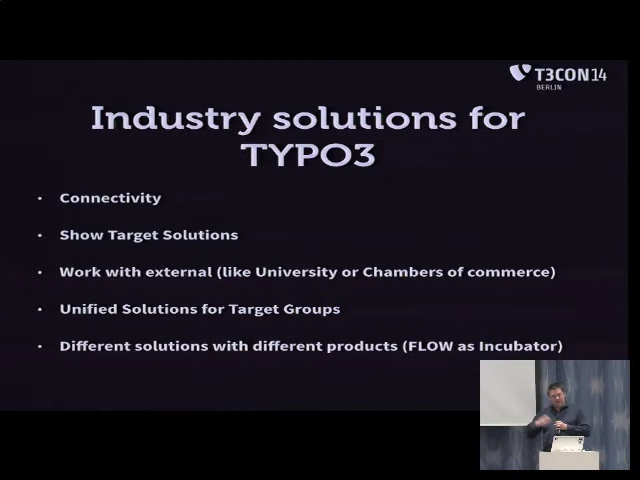 T3CON14
BERLIN
Industry solutions for
TYPO3
• Connectivity
• Show Target Solutions
• Work with external (like University or Chambers of commerce)
• Unified Solutions for Target Groups
• Different solutions with different products (FLOW as Incubator)